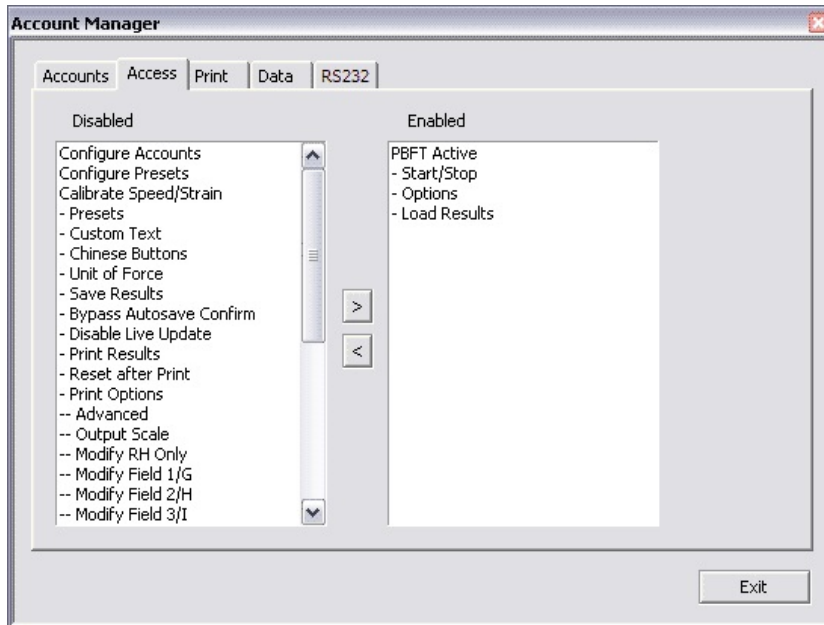 Account Manager
Accounts Access Print Data RS232
Disabled
Configure Accounts
Configure Presets
Calibrate Speed/Strain
- Presets
- Custom Text
- Chinese Buttons
- Unit of Force
- Save Results
- Bypass Autosave Confirm
- Disable Live Update
- Print Results
- Reset after Print
- Print Options
-- Advanced
-- Output Scale
-- Modify RH Only
-- Modify Field 1/G
-- Modify Field 2/H
-- Modify Field 3/I
>
<
Enabled
PBFT Active
- Start/Stop
- Options
- Load Results
Exit